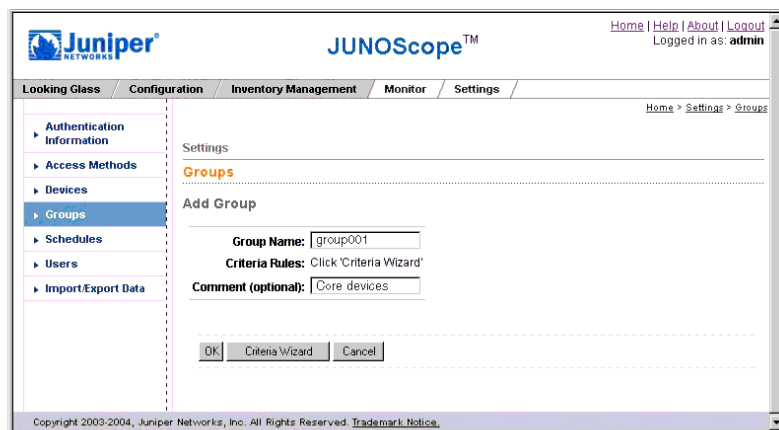 Juniper®
NETWORKS
JUNOScope™
Home | Help | About | Logout
Logged in as: admin
Looking Glass / Configuration / Inventory Management / Monitor / Settings /
Home > Settings > Groups
Authentication
Information
Access Methods
Devices
Groups
Schedules
Users
Import/Export Data
Settings
Groups
Add Group
Group Name: group001
Criteria Rules: Click 'Criteria Wizard'
Comment (optional): Core devices
OK Criteria Wizard Cancel
Copyright 2003-2004, Juniper Networks, Inc. All Rights Reserved. Trademark Notice.